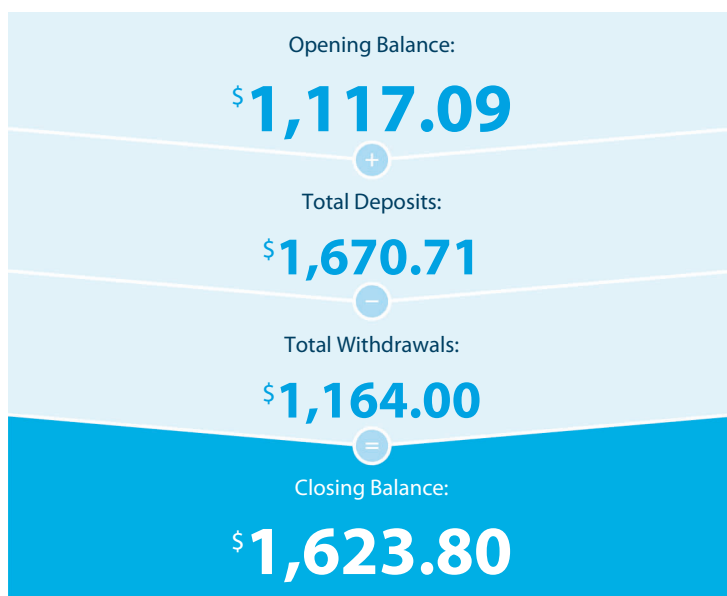 Opening Balance:
$1,117.09
+
Total Deposits:
$1,670.71
−
Total Withdrawals:
$1,164.00
=
Closing Balance:
$1,623.80